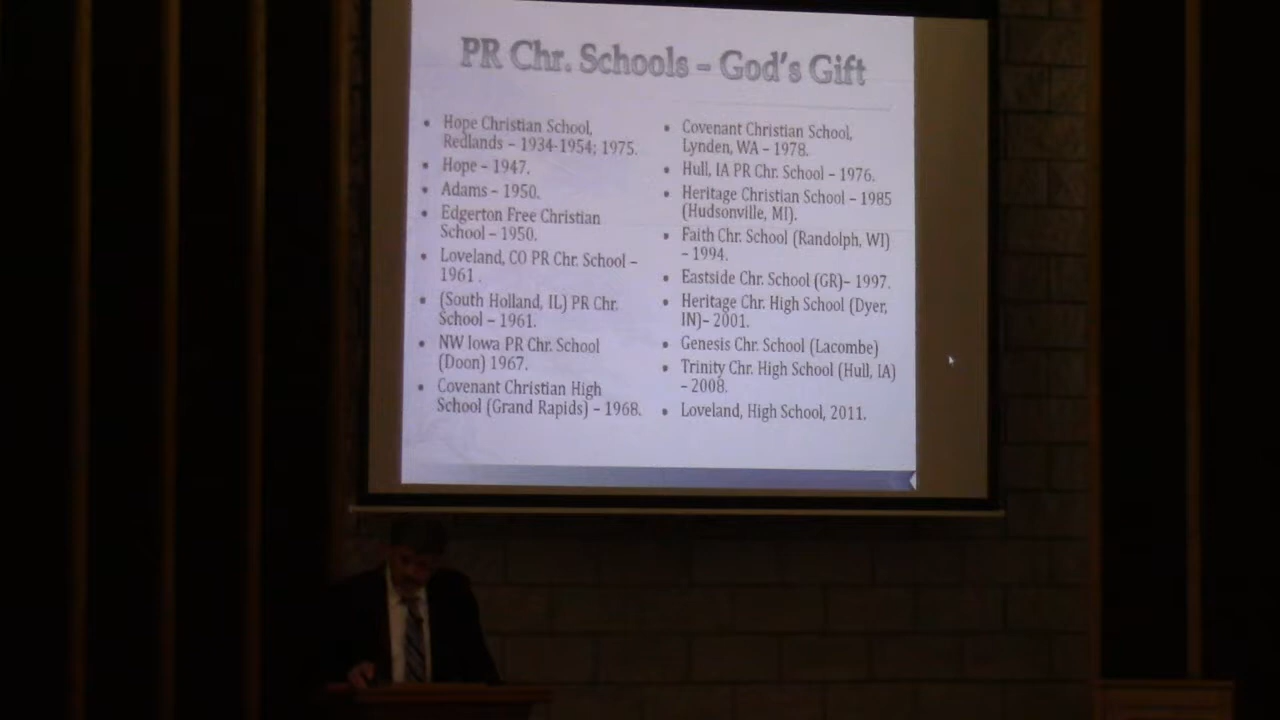 PR Chr. Schools – God's Gift
• Hope Christian School,
Redlands – 1934-1954; 1975.
• Hope – 1947.
• Adams – 1950.
• Edgerton Free Christian
School – 1950.
• Loveland, CO PR Chr. School –
1961 .
• (South Holland, IL) PR Chr.
School – 1961.
• NW Iowa PR Chr. School
(Doon) 1967.
• Covenant Christian High
School (Grand Rapids) – 1968.
• Covenant Christian School,
Lynden, WA – 1978.
• Hull, IA PR Chr. School – 1976.
• Heritage Christian School – 1985
(Hudsonville, MI).
• Faith Chr. School (Randolph, WI)
– 1994.
• Eastside Chr. School (GR)– 1997.
• Heritage Chr. High School (Dyer,
IN)– 2001.
• Genesis Chr. School (Lacombe)
• Trinity Chr. High School (Hull, IA)
– 2008.
• Loveland, High School, 2011.